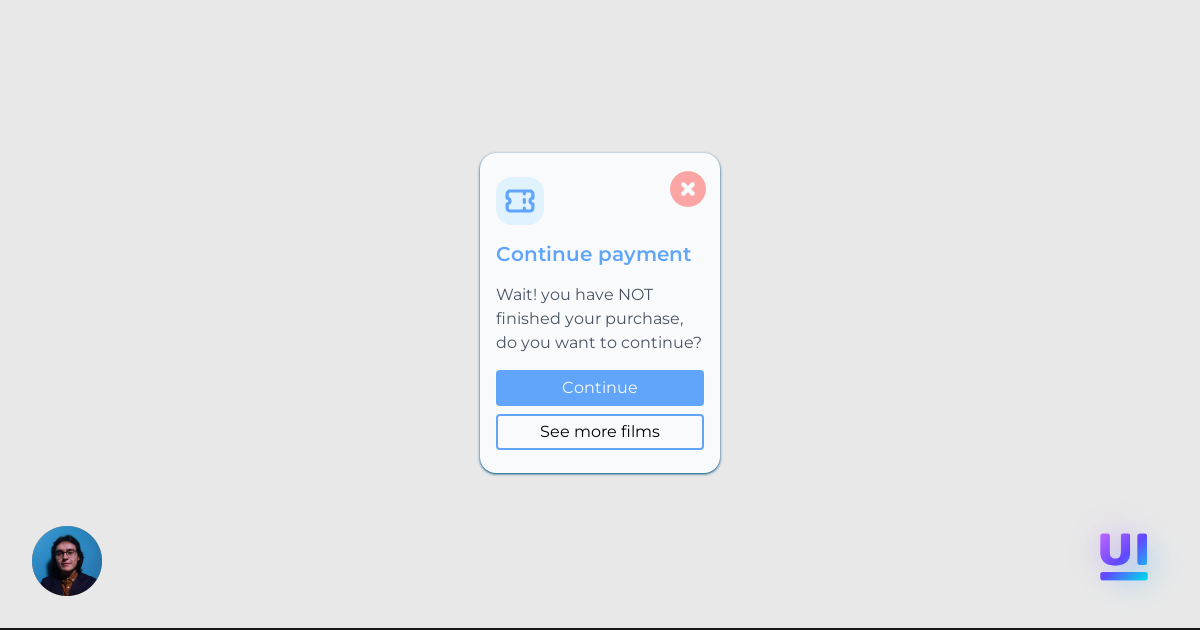 Continue payment
Wait! you have NOT
finished your purchase,
do you want to continue?
Continue
See more films
UI